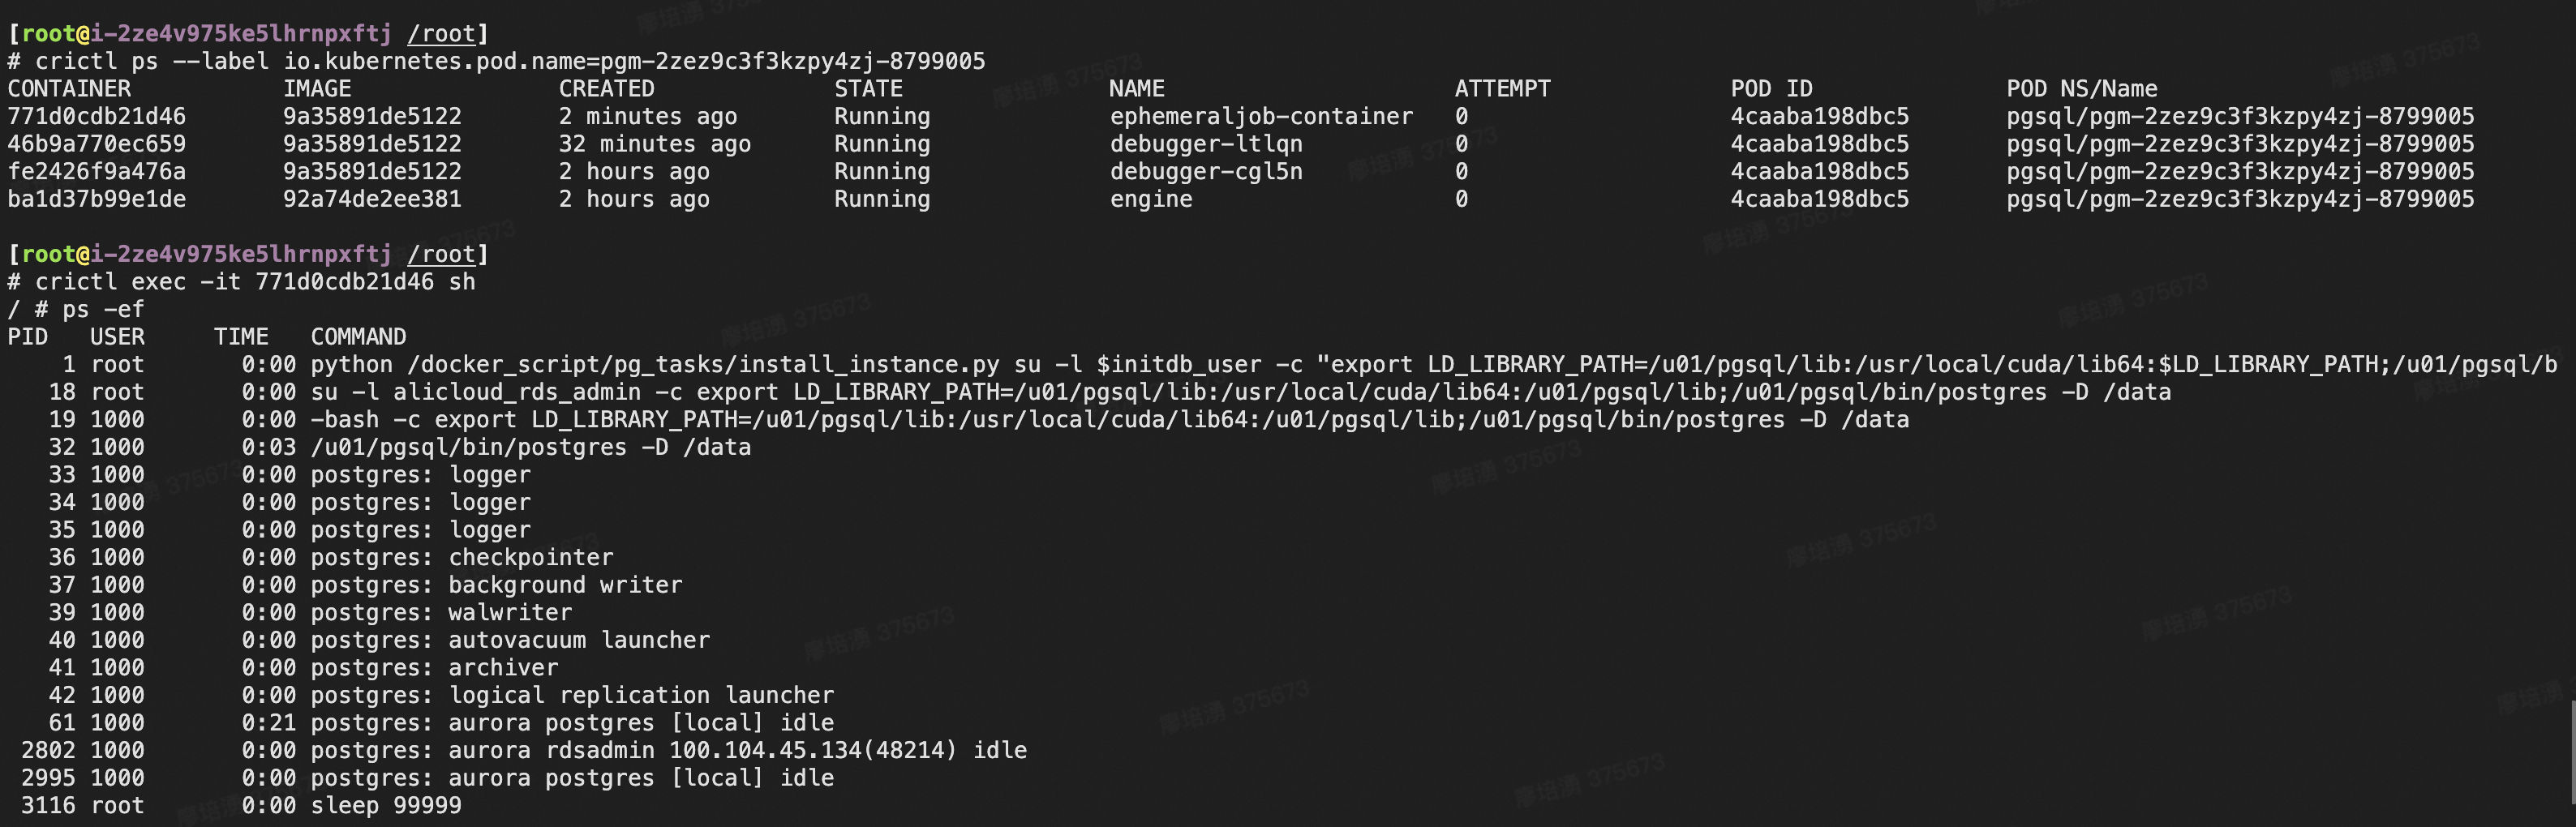 [root@i-2ze4v975ke5lhrnpxftj /root]
# crictl ps --label io.kubernetes.pod.name=pgm-2zez9c3f3kzpy4zj-8799005
CONTAINER IMAGE CREATED STATE NAME ATTEMPT POD ID POD NS/Name
771d0cdb21d46 9a35891de5122 2 minutes ago Running ephemeraljob-container 0 4caaba198dbc5 pgsql/pgm-2zez9c3f3kzpy4zj-8799005
46b9a770ec659 9a35891de5122 32 minutes ago Running debugger-ltlqn 0 4caaba198dbc5 pgsql/pgm-2zez9c3f3kzpy4zj-8799005
fe2426f9a476a 9a35891de5122 2 hours ago Running debugger-cgl5n 0 4caaba198dbc5 pgsql/pgm-2zez9c3f3kzpy4zj-8799005
ba1d37b99e1de 92a74de2ee381 2 hours ago Running engine 0 4caaba198dbc5 pgsql/pgm-2zez9c3f3kzpy4zj-8799005
[root@i-2ze4v975ke5lhrnpxftj /root]
# crictl exec -it 771d0cdb21d46 sh
/ # ps -ef
PID USER TIME COMMAND
1 root 0:00 python /docker_script/pg_tasks/install_instance.py su -l $initdb_user -c "export LD_LIBRARY_PATH=/u01/pgsql/lib:/usr/local/cuda/lib64:$LD_LIBRARY_PATH;/u01/pgsql/b
18 root 0:00 su -l alicloud_rds_admin -c export LD_LIBRARY_PATH=/u01/pgsql/lib:/usr/local/cuda/lib64:/u01/pgsql/lib;/u01/pgsql/bin/postgres -D /data
19 1000 0:00 -bash -c export LD_LIBRARY_PATH=/u01/pgsql/lib:/usr/local/cuda/lib64:/u01/pgsql/lib;/u01/pgsql/bin/postgres -D /data
32 1000 0:03 /u01/pgsql/bin/postgres -D /data
33 1000 0:00 postgres: logger
34 1000 0:00 postgres: logger
35 1000 0:00 postgres: logger
36 1000 0:00 postgres: checkpointer
37 1000 0:00 postgres: background writer
39 1000 0:00 postgres: walwriter
40 1000 0:00 postgres: autovacuum launcher
41 1000 0:00 postgres: archiver
42 1000 0:00 postgres: logical replication launcher
61 1000 0:21 postgres: aurora postgres [local] idle
2802 1000 0:00 postgres: aurora rdsadmin 100.104.45.134(48214) idle
2995 1000 0:00 postgres: aurora postgres [local] idle
3116 root 0:00 sleep 99999
廖培湧 375673